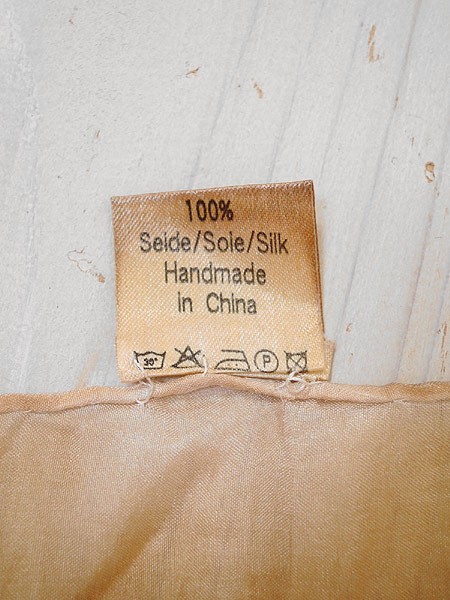 100%
Seide/Soie/Silk
Handmade
in China
30° P